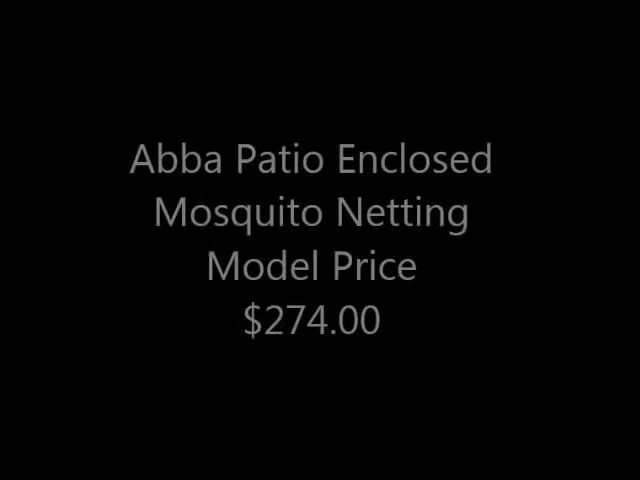 Abba Patio Enclosed
Mosquito Netting
Model Price
$274.00